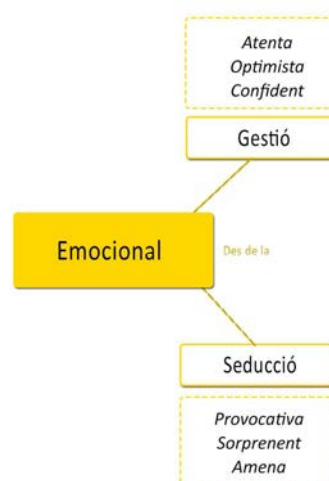 Atenta
Optimista
Confident
Gestió
Emocional
Des de la
Seducció
Provocativa
Sorprenent
Amena